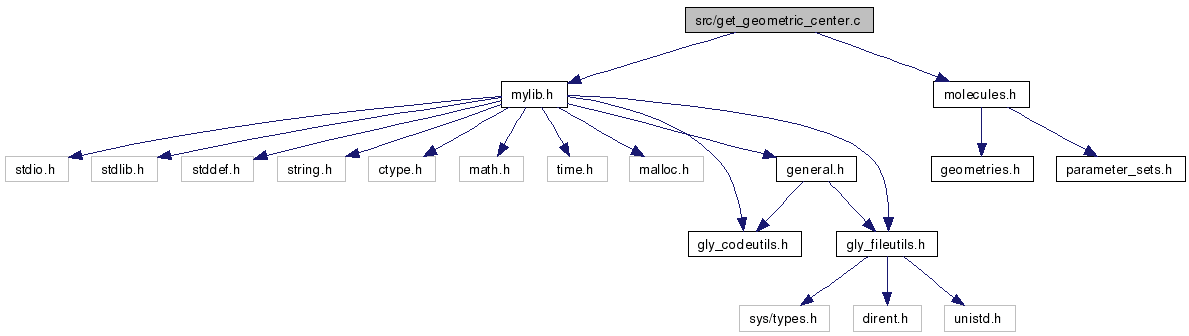 src/get_geometric_center.c
mylib.h
molecules.h
stdio.h
stdlib.h
stddef.h
string.h
ctype.h
math.h
time.h
malloc.h
general.h
geometries.h
parameter_sets.h
gly_codeutils.h
gly_fileutils.h
sys/types.h
dirent.h
unistd.h